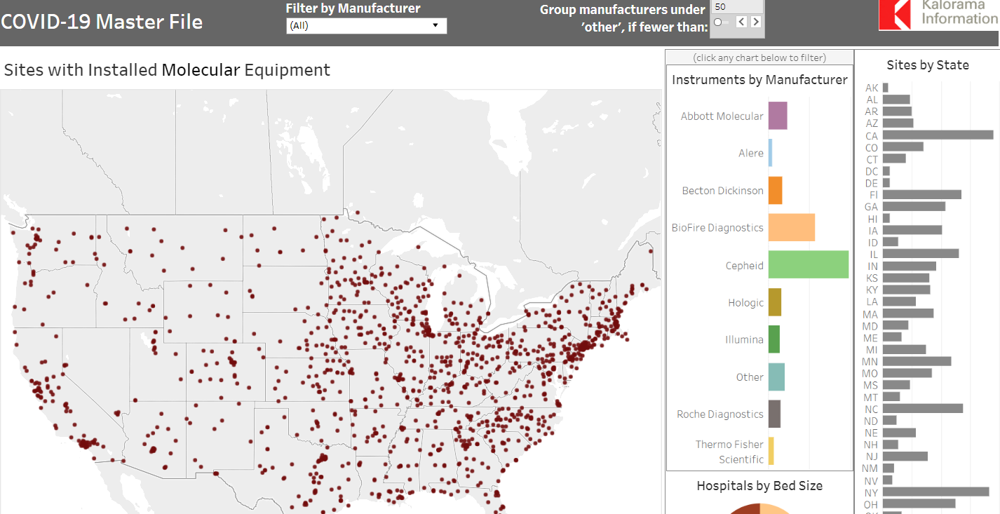 COVID-19 Master File
Filter by Manufacturer
(All)
Group manufacturers under
'other', if fewer than:
50
Kalorama
Information
Sites with Installed Molecular Equipment
(click any chart below to filter)
Instruments by Manufacturer
Abbott Molecular
Alere
Becton Dickinson
BioFire Diagnostics
Cepheid
Hologic
Illumina
Other
Roche Diagnostics
Thermo Fisher
Scientific
Hospitals by Bed Size
Sites by State
AK
AL
AR
AZ
CA
CO
CT
DC
DE
Fl
GA
HI
IA
ID
IL
IN
KS
KY
LA
MA
MD
ME
MI
MN
MO
MS
MT
NC
ND
NE
NH
NJ
NM
NV
NY
OH